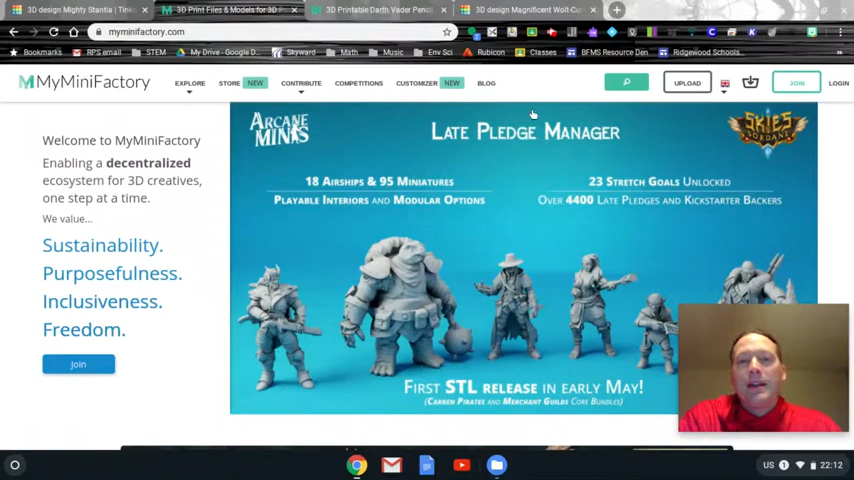 3D design Mighty Stantia | Tink
3D Print Files & Models for 3D P
3D Printable Darth Vader Pencil
3D design Magnificent Wolt-Cu
myminifactory.com
Bookmarks RPS email STEM My Drive - Google D... Skyward Math Music Env Sci Rubicon Classes BFMS Resource Den Ridgewood Schools...
MyMiniFactory EXPLORE STORE NEW CONTRIBUTE COMPETITIONS CUSTOMIZER NEW BLOG UPLOAD JOIN LOGIN
Welcome to MyMiniFactory
Enabling a decentralized
ecosystem for 3D creatives,
one step at a time.
We value...
Sustainability.
Purposefulness.
Inclusiveness.
Freedom.
Join
ARCANE
MINIS
LATE PLEDGE MANAGER
SKIES
SORDANE
18 AIRSHIPS & 95 MINIATURES
PLAYABLE INTERIORS AND MODULAR OPTIONS
23 STRETCH GOALS UNLOCKED
OVER 4400 LATE PLEDGES AND KICKSTARTER BACKERS
FIRST STL RELEASE IN EARLY MAY!
(CARREN PIRATES AND MERCHANT GUILDS CORE BUNDLES)
US 1 22:12